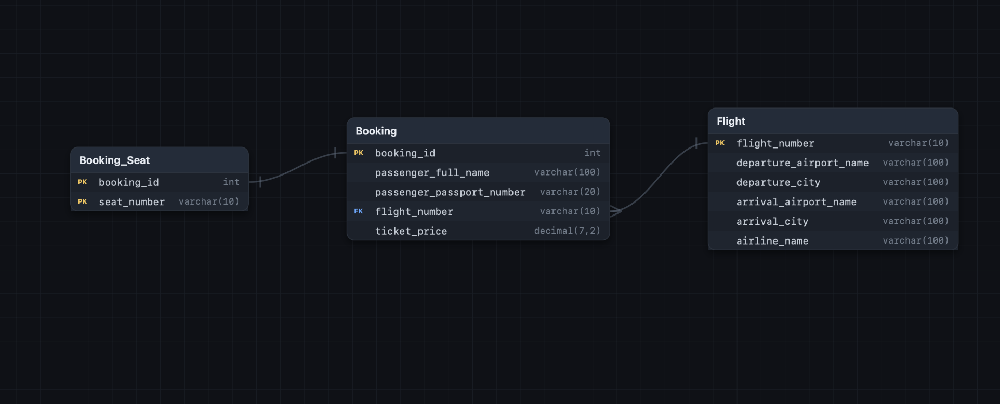 Booking_Seat
PK booking_id int
PK seat_number varchar(10)
Booking
PK booking_id int
passenger_full_name varchar(100)
passenger_passport_number varchar(20)
FK flight_number varchar(10)
ticket_price decimal(7,2)
Flight
PK flight_number varchar(10)
departure_airport_name varchar(100)
departure_city varchar(100)
arrival_airport_name varchar(100)
arrival_city varchar(100)
airline_name varchar(100)